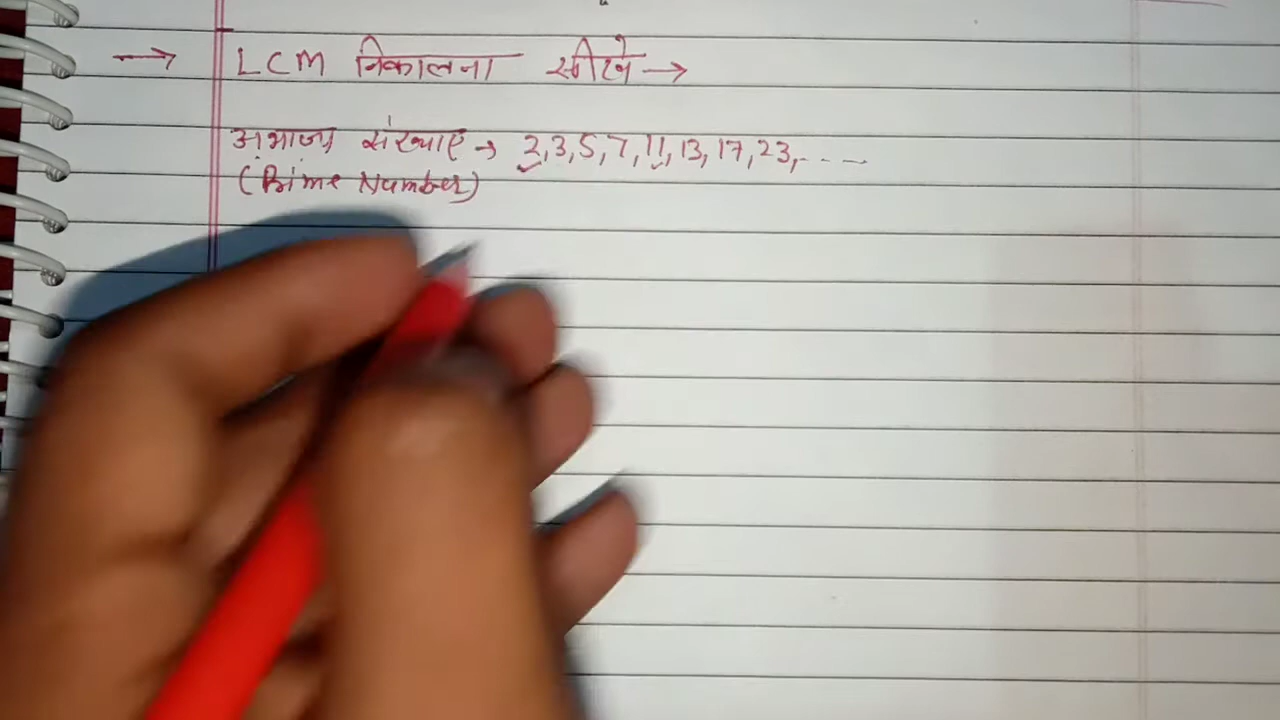 → LCM निकालना सीखे →
अभाज्य संख्याए → 2,3,5,7,11,13,17,23,----
(Prime Number)